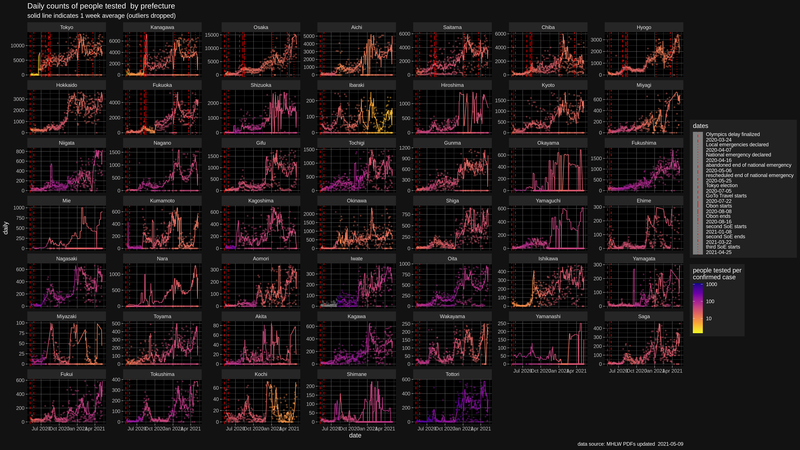 Daily counts of people tested by prefecture
solid line indicates 1 week average (outliers dropped)
Tokyo
Kanagawa
Osaka
Aichi
Saitama
Chiba
Hyogo
Hokkaido
Fukuoka
Shizuoka
Ibaraki
Hiroshima
Kyoto
Miyagi
Niigata
Nagano
Gifu
Tochigi
Gunma
Okayama
Fukushima
Mie
Kumamoto
Kagoshima
Okinawa
Shiga
Yamaguchi
Ehime
Nagasaki
Nara
Aomori
Iwate
Oita
Ishikawa
Yamagata
Miyazaki
Toyama
Akita
Kagawa
Wakayama
Yamanashi
Saga
Fukui
Tokushima
Kochi
Shimane
Tottori
daily
date
Jul 2020 Oct 2020 Jan 2021 Apr 2021
dates
Olympics delay finalized
2020-03-24
Local emergencies declared
2020-04-07
National emergency declared
2020-04-16
abandoned end of national emergency
2020-05-06
rescheduled end of national emergency
2020-05-25
Tokyo election
2020-07-05
GoTo Travel starts
2020-07-22
Obon starts
2020-08-08
Obon ends
2020-08-16
second SoE starts
2021-01-08
second SoE ends
2021-03-22
third SoE starts
2021-04-25
people tested per
confirmed case
1000
100
10
data source: MHLW PDFs updated 2021-05-09